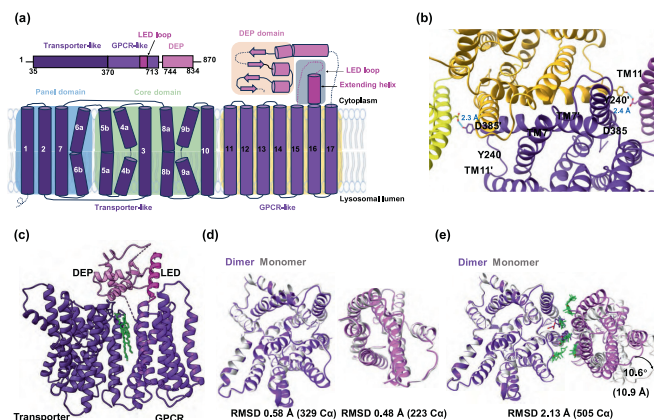 (a)
Transporter-like GPCR-like LED loop DEP
1 870
35 370 713 744 834
DEP domain
LED loop
Extending helix
Cytoplasm
Panel domain Core domain
1 2 7 6a 6b 5b 5a 4a 4b 3 8a 8b 9b 9a 10 11 12 13 14 15 16 17
Lysosomal lumen
Transporter-like GPCR-like
(b)
TM11
Y240'
2.4 Å
TM7'
D385
2.3 Å
D385'
TM7
Y240
TM11'
(c)
DEP LED
Transporter GPCR
(d)
Dimer Monomer
RMSD 0.58 Å (329 Cα) RMSD 0.48 Å (223 Cα)
(e)
Dimer Monomer
10.6°
(10.9 Å)
RMSD 2.13 Å (505 Cα)